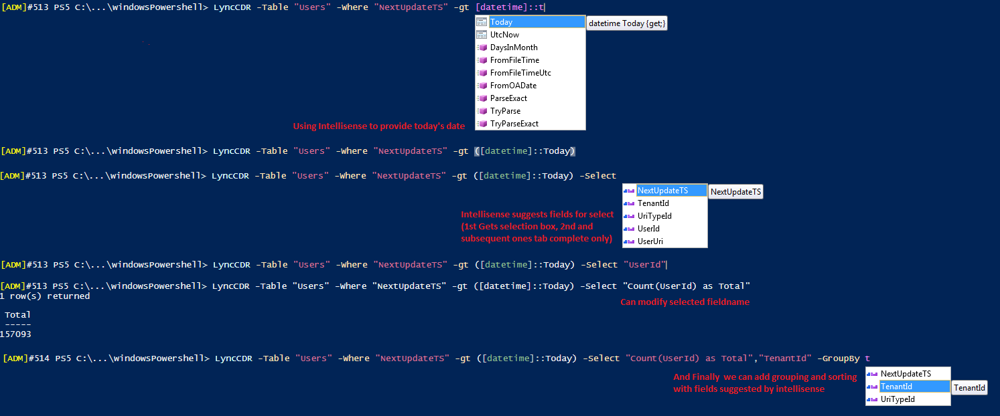 [ADM]#513 PS5 C:\...\windowsPowershell> LyncCDR -Table "Users" -Where "NextUpdateTS" -gt [datetime]::t
Today
datetime Today {get;}
UtcNow
DaysInMonth
FromFileTime
FromFileTimeUtc
FromOADate
ParseExact
TryParse
TryParseExact
Using Intellisense to provide today's date
[ADM]#513 PS5 C:\...\windowsPowershell> LyncCDR -Table "Users" -Where "NextUpdateTS" -gt ([datetime]::Today)
[ADM]#513 PS5 C:\...\windowsPowershell> LyncCDR -Table "Users" -Where "NextUpdateTS" -gt ([datetime]::Today) -Select
NextUpdateTS
NextUpdateTS
TenantId
UriTypeId
UserId
UserUri
Intellisense suggests fields for select
(1st Gets selection box, 2nd and
subsequent ones tab complete only)
[ADM]#513 PS5 C:\...\windowsPowershell> LyncCDR -Table "Users" -Where "NextUpdateTS" -gt ([datetime]::Today) -Select "UserId"
[ADM]#513 PS5 C:\...\windowsPowershell> LyncCDR -Table "Users" -Where "NextUpdateTS" -gt ([datetime]::Today) -Select "Count(UserId) as Total"
1 row(s) returned
Can modify selected fieldname
Total
-----
157093
[ADM]#514 PS5 C:\...\windowsPowershell> LyncCDR -Table "Users" -Where "NextUpdateTS" -gt ([datetime]::Today) -Select "Count(UserId) as Total","TenantId" -GroupBy t
And Finally we can add grouping and sorting
with fields suggested by intellisense
NextUpdateTS
TenantId
TenantId
UriTypeId